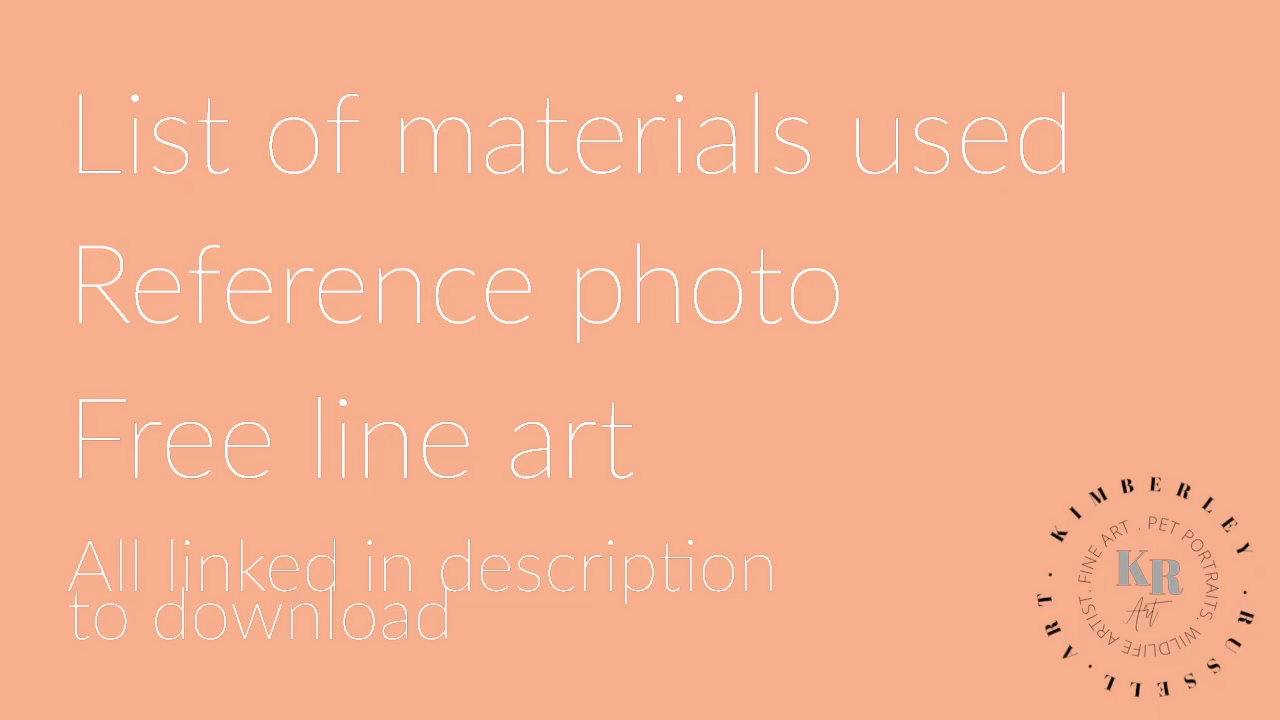 List of materials used
Reference photo
Free line art
All linked in description
to download
KIMBERLEY · RUSSELL · ART ·
FINE ART . PET PORTRAITS. WILDLIFE ARTIST.
KR
Art